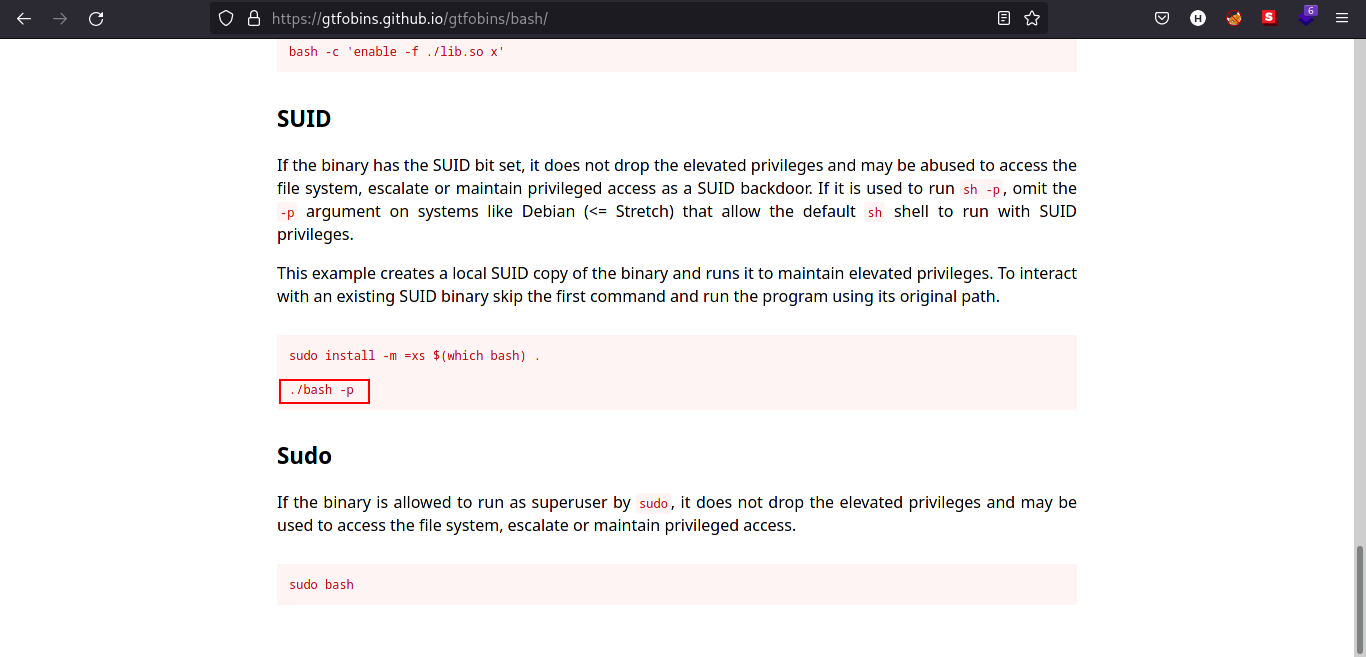 https://gtfobins.github.io/gtfobins/bash/
H
S
6
bash -c 'enable -f ./lib.so x'
SUID
If the binary has the SUID bit set, it does not drop the elevated privileges and may be abused to access the
file system, escalate or maintain privileged access as a SUID backdoor. If it is used to run sh -p, omit the
-p argument on systems like Debian (<= Stretch) that allow the default sh shell to run with SUID
privileges.
This example creates a local SUID copy of the binary and runs it to maintain elevated privileges. To interact
with an existing SUID binary skip the first command and run the program using its original path.
sudo install -m =xs $(which bash) .
./bash -p
Sudo
If the binary is allowed to run as superuser by sudo, it does not drop the elevated privileges and may be
used to access the file system, escalate or maintain privileged access.
sudo bash